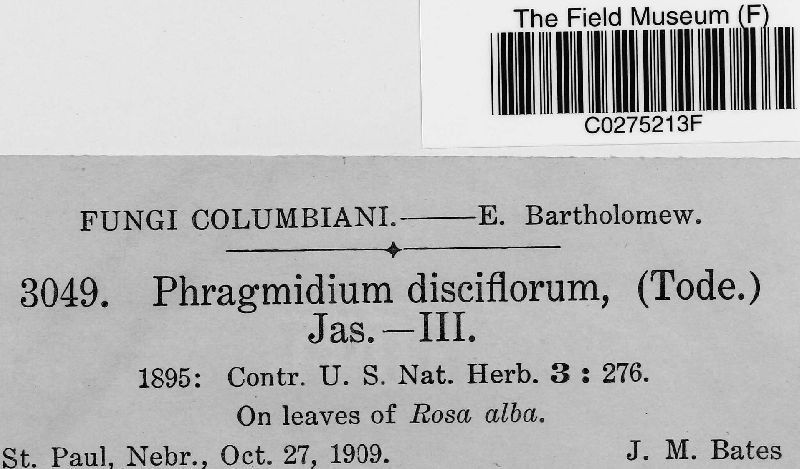 The Field Museum (F)
C0275213F
FUNGI COLUMBIANI.——E. Bartholomew.
3049. Phragmidium disciflorum, (Tode.)
Jas.—III.
1895: Contr. U. S. Nat. Herb. 3 : 276.
On leaves of Rosa alba.
St. Paul, Nebr., Oct. 27, 1909. J. M. Bates